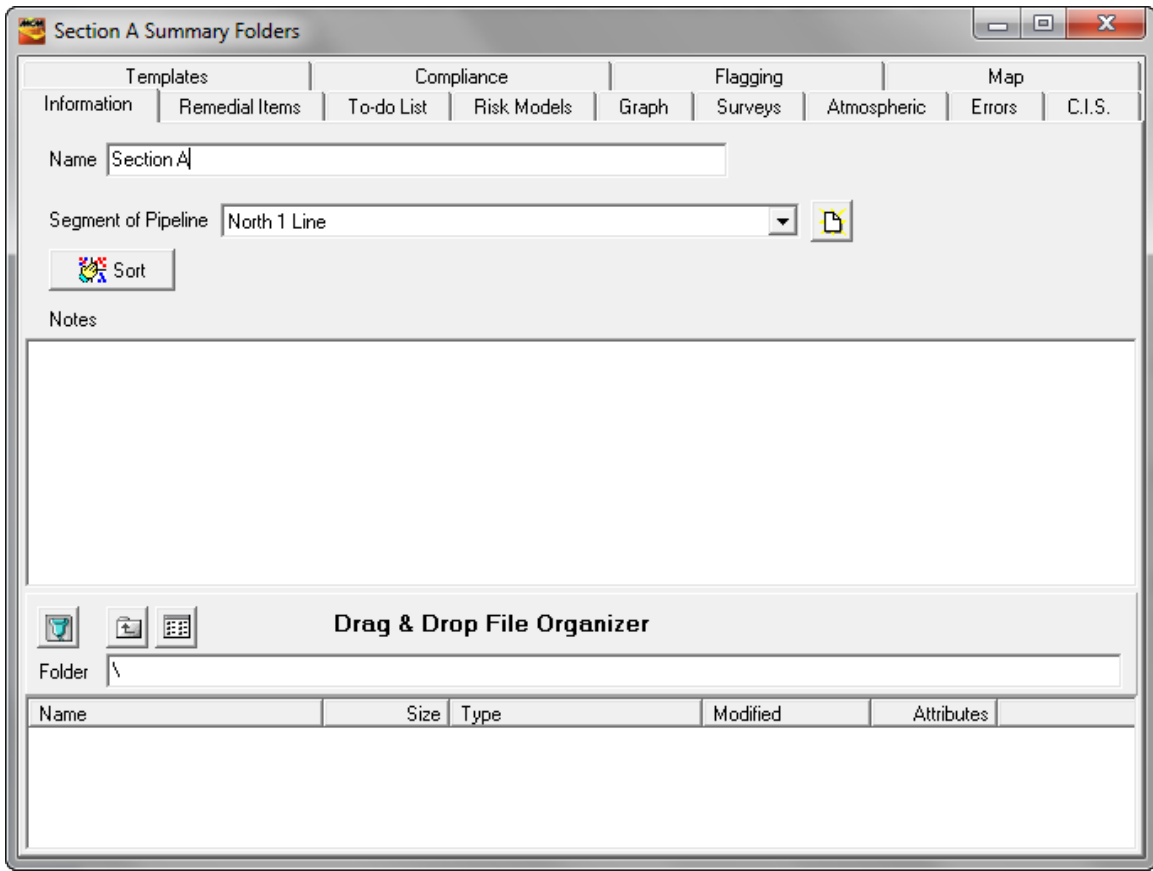 MCM
Section A Summary Folders
Templates Compliance Flagging Map
Information Remedial Items To-do List Risk Models Graph Surveys Atmospheric Errors C.I.S.
Name Section A
Segment of Pipeline North 1 Line
Sort
Notes
Drag & Drop File Organizer
Folder \
Name Size Type Modified Attributes